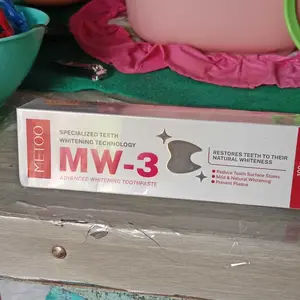 METOO
SPECIALIZED TEETH
WHITENING TECHNOLOGY
MW-3
ADVANCED WHITENING TOOTHPASTE
RESTORES TEETH TO THEIR
NATURAL WHITENESS
Reduce Tooth Surface Stains
Mild & Natural Whitening
Prevent Plaque